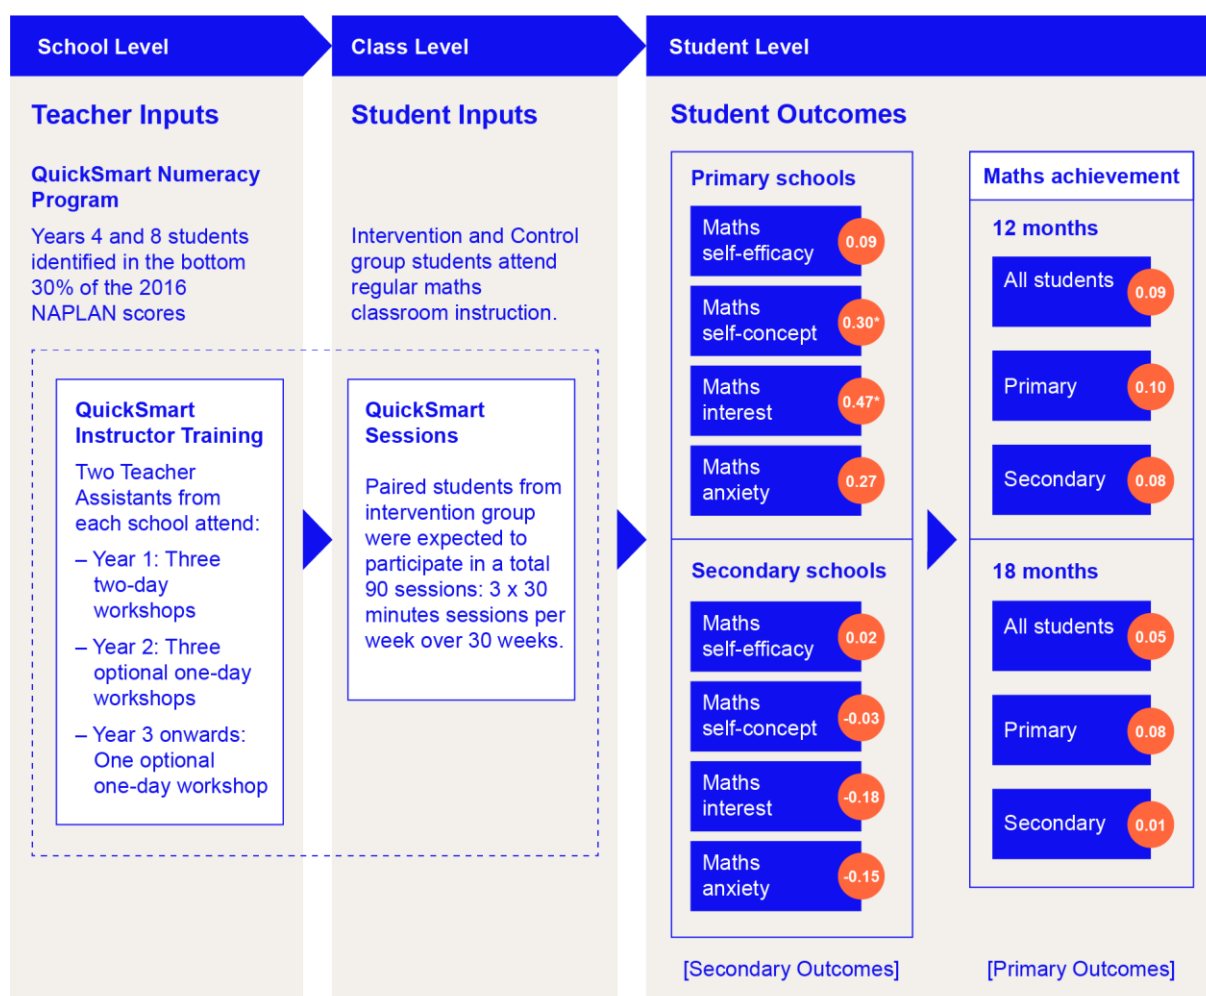 School Level
Class Level
Student Level
Teacher Inputs
QuickSmart Numeracy
Program
Years 4 and 8 students
identified in the bottom
30% of the 2016
NAPLAN scores
QuickSmart
Instructor Training
Two Teacher
Assistants from
each school attend:
– Year 1: Three
two-day
workshops
– Year 2: Three
optional one-day
workshops
– Year 3 onwards:
One optional
one-day workshop
Student Inputs
Intervention and Control
group students attend
regular maths
classroom instruction.
QuickSmart
Sessions
Paired students from
intervention group
were expected to
participate in a total
90 sessions: 3 x 30
minutes sessions per
week over 30 weeks.
Student Outcomes
Primary schools
Maths
self-efficacy
0.09
Maths
self-concept
0.30*
Maths
interest
0.47*
Maths
anxiety
0.27
Secondary schools
Maths
self-efficacy
0.02
Maths
self-concept
-0.03
Maths
interest
-0.18
Maths
anxiety
-0.15
[Secondary Outcomes]
Maths achievement
12 months
All students
0.09
Primary
0.10
Secondary
0.08
18 months
All students
0.05
Primary
0.08
Secondary
0.01
[Primary Outcomes]